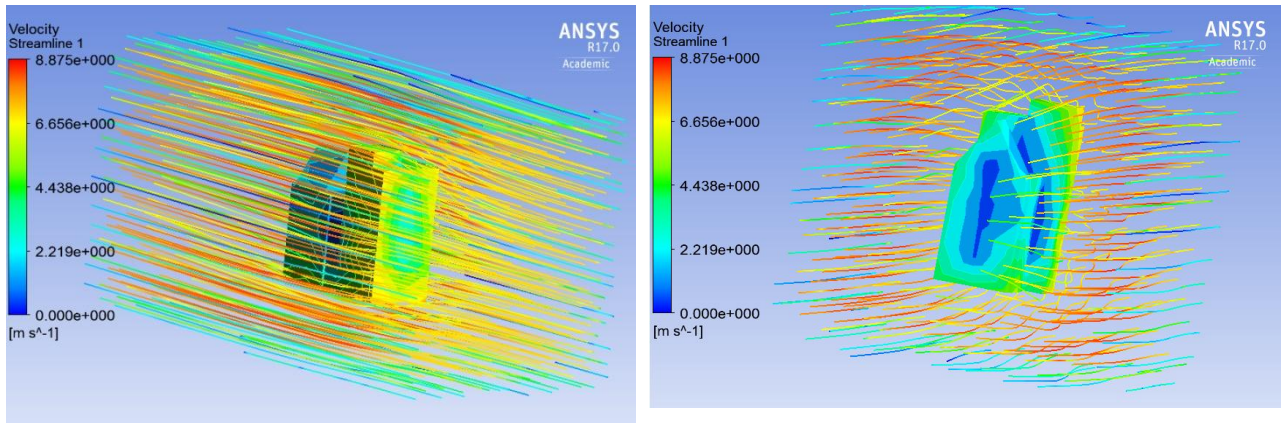 Velocity
Streamline 1
8.875e+000
6.656e+000
4.438e+000
2.219e+000
0.000e+000
[m s^-1]
ANSYS
R17.0
Academic
Velocity
Streamline 1
8.875e+000
6.656e+000
4.438e+000
2.219e+000
0.000e+000
[m s^-1]
ANSYS
R17.0
Academic